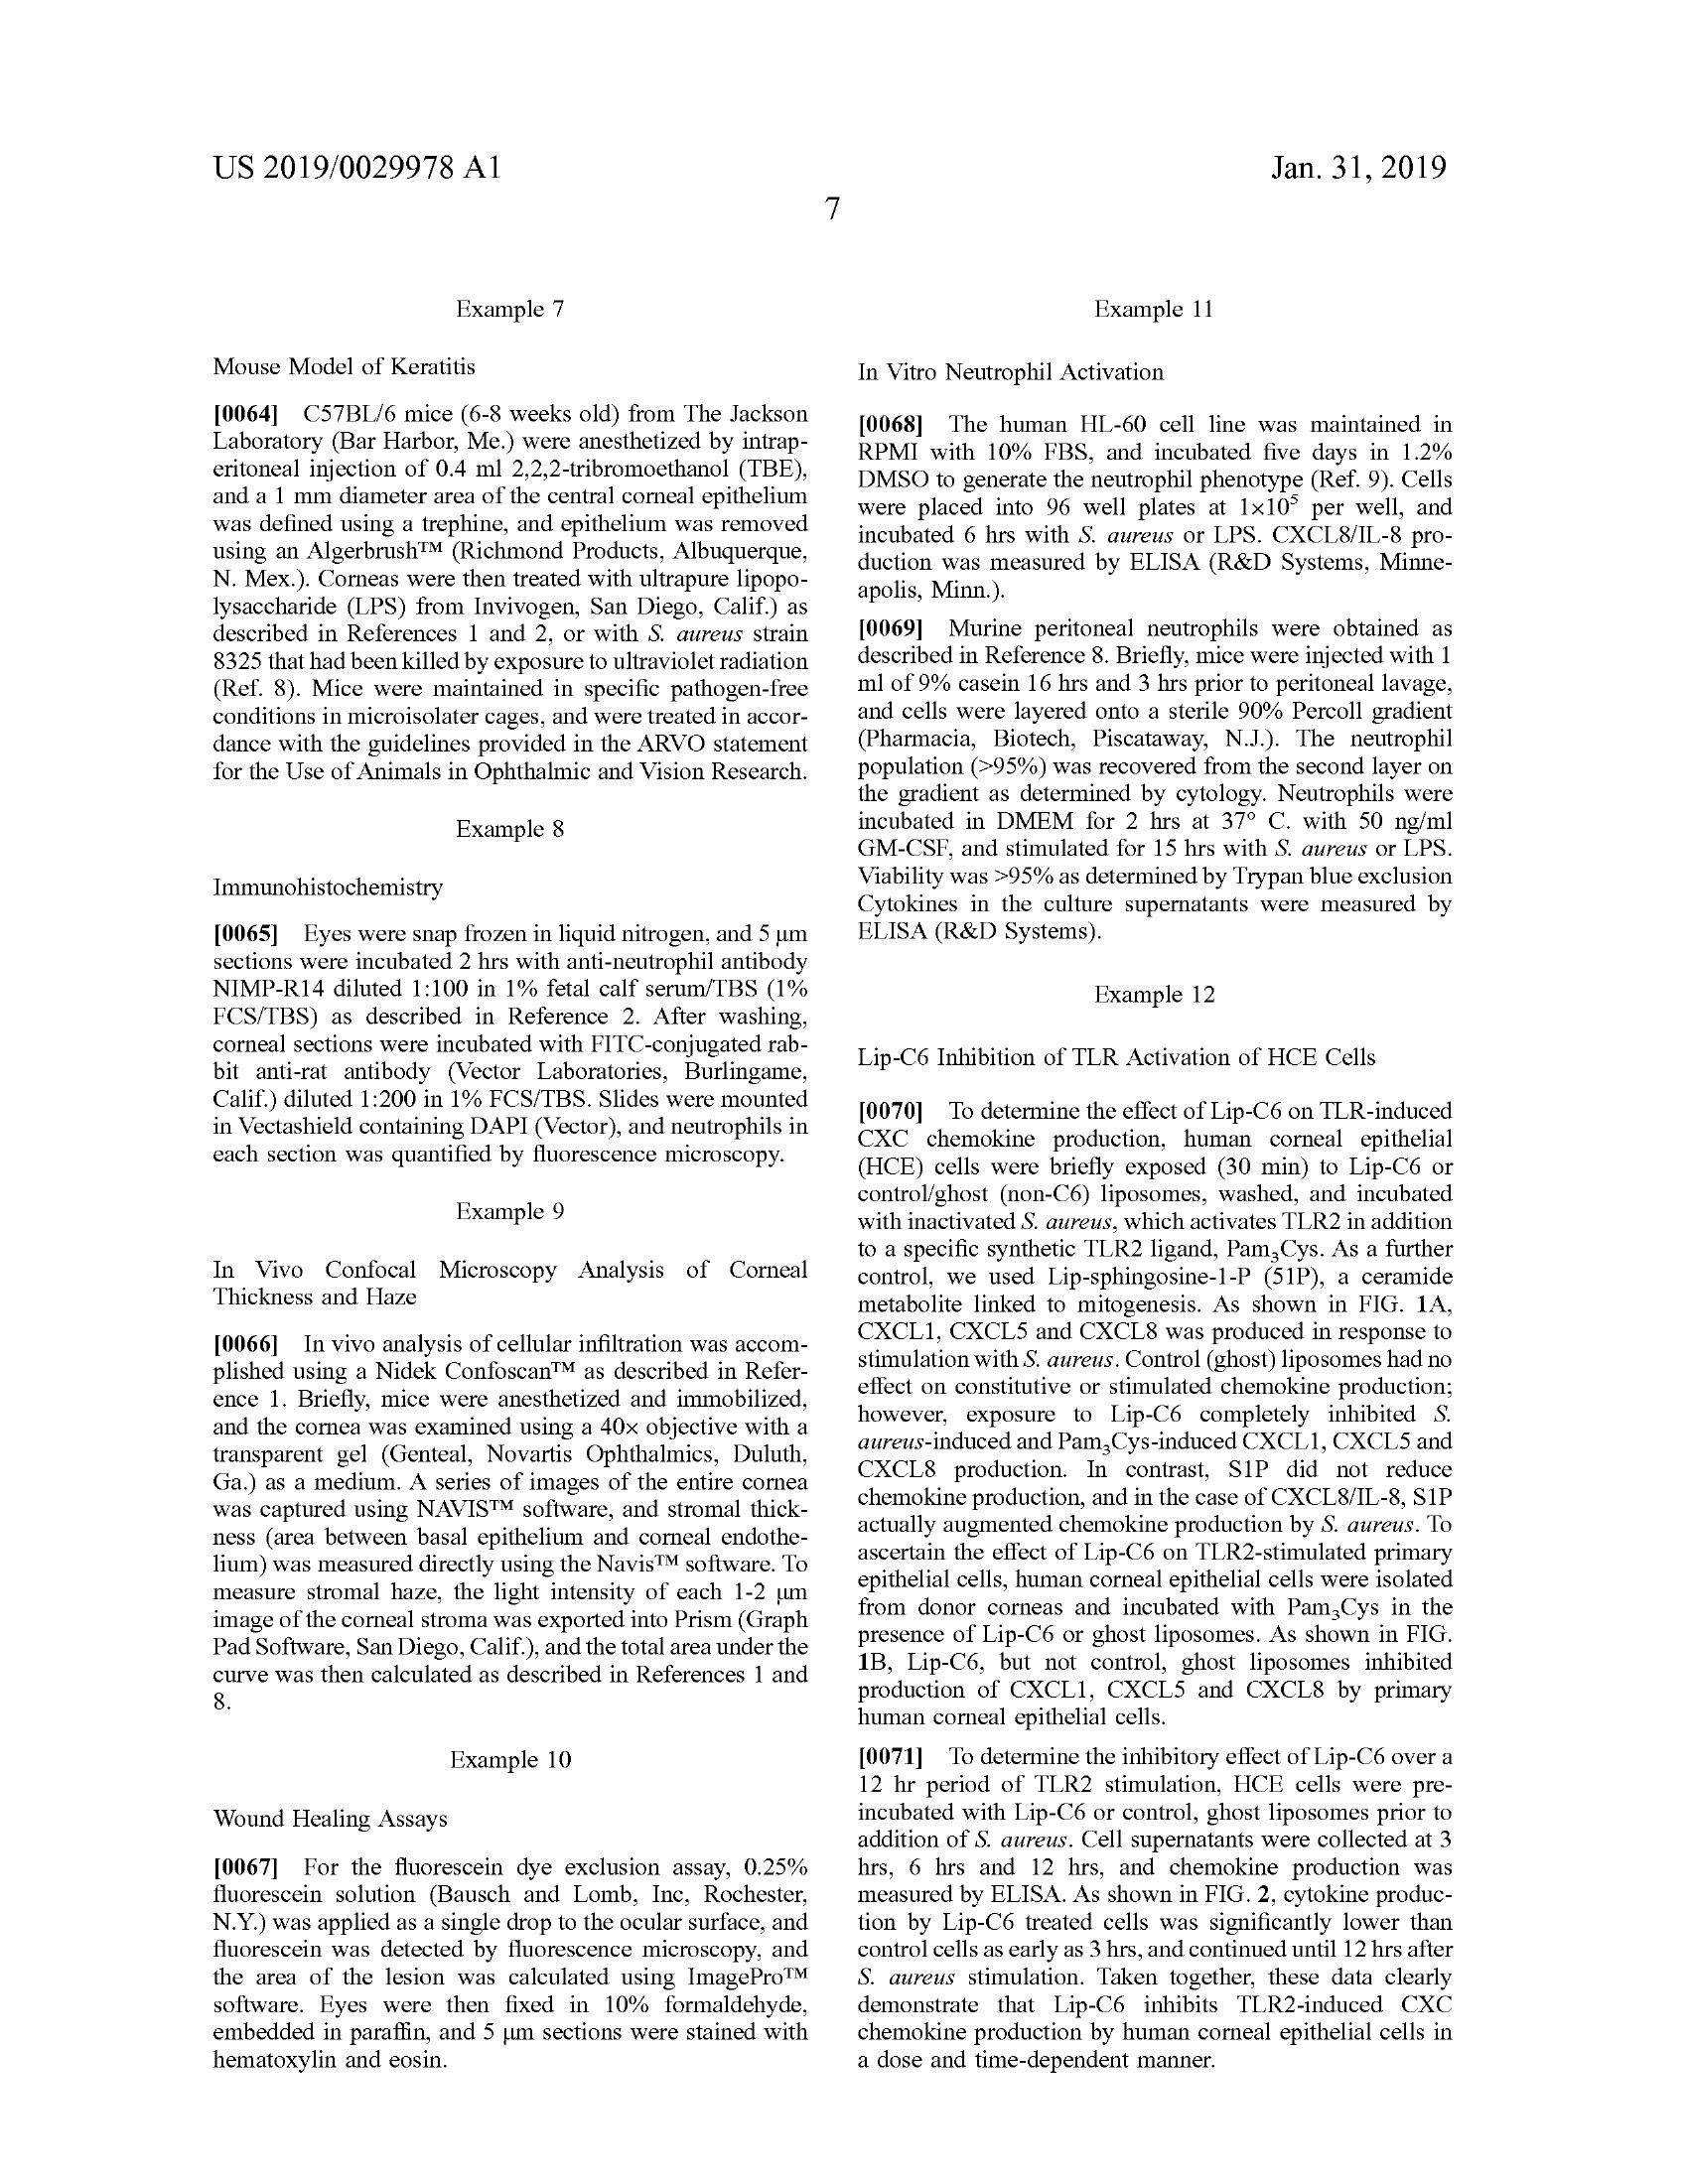 US 2019/0029978 A1
Jan. 31, 2019
7
Example 7
Mouse Model of Keratitis
[0064] C57BL/6 mice (6-8 weeks old) from The Jackson
Laboratory (Bar Harbor, Me.) were anesthetized by intrap-
eritoneal injection of 0.4 ml 2,2,2-tribromoethanol (TBE),
and a 1 mm diameter area of the central corneal epithelium
was defined using a trephine, and epithelium was removed
using an Algerbrush™ (Richmond Products, Albuquerque,
N. Mex.). Corneas were then treated with ultrapure lipopo-
lysaccharide (LPS) from Invivogen, San Diego, Calif.) as
described in References 1 and 2, or with S. aureus strain
8325 that had been killed by exposure to ultraviolet radiation
(Ref. 8). Mice were maintained in specific pathogen-free
conditions in microisolater cages, and were treated in accor-
dance with the guidelines provided in the ARVO statement
for the Use of Animals in Ophthalmic and Vision Research.
Example 8
Immunohistochemistry
[0065] Eyes were snap frozen in liquid nitrogen, and 5 μm
sections were incubated 2 hrs with anti-neutrophil antibody
NIMP-R14 diluted 1:100 in 1% fetal calf serum/TBS (1%
FCS/TBS) as described in Reference 2. After washing,
corneal sections were incubated with FITC-conjugated rab-
bit anti-rat antibody (Vector Laboratories, Burlingame,
Calif.) diluted 1:200 in 1% FCS/TBS. Slides were mounted
in Vectashield containing DAPI (Vector), and neutrophils in
each section was quantified by fluorescence microscopy.
Example 9
In Vivo Confocal Microscopy Analysis of Corneal
Thickness and Haze
[0066] In vivo analysis of cellular infiltration was accom-
plished using a Nidek Confoscan™ as described in Refer-
ence 1. Briefly, mice were anesthetized and immobilized,
and the cornea was examined using a 40x objective with a
transparent gel (Genteal, Novartis Ophthalmics, Duluth,
Ga.) as a medium. A series of images of the entire cornea
was captured using NAVIS™ software, and stromal thick-
ness (area between basal epithelium and corneal endothe-
lium) was measured directly using the Navis™ software. To
measure stromal haze, the light intensity of each 1-2 μm
image of the corneal stroma was exported into Prism (Graph
Pad Software, San Diego, Calif.), and the total area under the
curve was then calculated as described in References 1 and
8.
Example 10
Wound Healing Assays
[0067] For the fluorescein dye exclusion assay, 0.25%
fluorescein solution (Bausch and Lomb, Inc, Rochester,
N.Y.) was applied as a single drop to the ocular surface, and
fluorescein was detected by fluorescence microscopy, and
the area of the lesion was calculated using ImagePro™
software. Eyes were then fixed in 10% formaldehyde,
embedded in paraffin, and 5 μm sections were stained with
hematoxylin and eosin.
Example 11
In Vitro Neutrophil Activation
[0068] The human HL-60 cell line was maintained in
RPMI with 10% FBS, and incubated five days in 1.2%
DMSO to generate the neutrophil phenotype (Ref. 9). Cells
were placed into 96 well plates at 1x10⁵ per well, and
incubated 6 hrs with S. aureus or LPS. CXCL8/IL-8 pro-
duction was measured by ELISA (R&D Systems, Minne-
apolis, Minn.).
[0069] Murine peritoneal neutrophils were obtained as
described in Reference 8. Briefly, mice were injected with 1
ml of 9% casein 16 hrs and 3 hrs prior to peritoneal lavage,
and cells were layered onto a sterile 90% Percoll gradient
(Pharmacia, Biotech, Piscataway, N.J.). The neutrophil
population (>95%) was recovered from the second layer on
the gradient as determined by cytology. Neutrophils were
incubated in DMEM for 2 hrs at 37° C. with 50 ng/ml
GM-CSF, and stimulated for 15 hrs with S. aureus or LPS.
Viability was >95% as determined by Trypan blue exclusion
Cytokines in the culture supernatants were measured by
ELISA (R&D Systems).
Example 12
Lip-C6 Inhibition of TLR Activation of HCE Cells
[0070] To determine the effect of Lip-C6 on TLR-induced
CXC chemokine production, human corneal epithelial
(HCE) cells were briefly exposed (30 min) to Lip-C6 or
control/ghost (non-C6) liposomes, washed, and incubated
with inactivated S. aureus, which activates TLR2 in addition
to a specific synthetic TLR2 ligand, Pam₃Cys. As a further
control, we used Lip-sphingosine-1-P (51P), a ceramide
metabolite linked to mitogenesis. As shown in FIG. 1A,
CXCL1, CXCL5 and CXCL8 was produced in response to
stimulation with S. aureus. Control (ghost) liposomes had no
effect on constitutive or stimulated chemokine production;
however, exposure to Lip-C6 completely inhibited S.
aureus-induced and Pam₃Cys-induced CXCL1, CXCL5 and
CXCL8 production. In contrast, S1P did not reduce
chemokine production, and in the case of CXCL8/IL-8, S1P
actually augmented chemokine production by S. aureus. To
ascertain the effect of Lip-C6 on TLR2-stimulated primary
epithelial cells, human corneal epithelial cells were isolated
from donor corneas and incubated with Pam₃Cys in the
presence of Lip-C6 or ghost liposomes. As shown in FIG.
1B, Lip-C6, but not control, ghost liposomes inhibited
production of CXCL1, CXCL5 and CXCL8 by primary
human corneal epithelial cells.
[0071] To determine the inhibitory effect of Lip-C6 over a
12 hr period of TLR2 stimulation, HCE cells were pre-
incubated with Lip-C6 or control, ghost liposomes prior to
addition of S. aureus. Cell supernatants were collected at 3
hrs, 6 hrs and 12 hrs, and chemokine production was
measured by ELISA. As shown in FIG. 2, cytokine produc-
tion by Lip-C6 treated cells was significantly lower than
control cells as early as 3 hrs, and continued until 12 hrs after
S. aureus stimulation. Taken together, these data clearly
demonstrate that Lip-C6 inhibits TLR2-induced CXC
chemokine production by human corneal epithelial cells in
a dose and time-dependent manner.